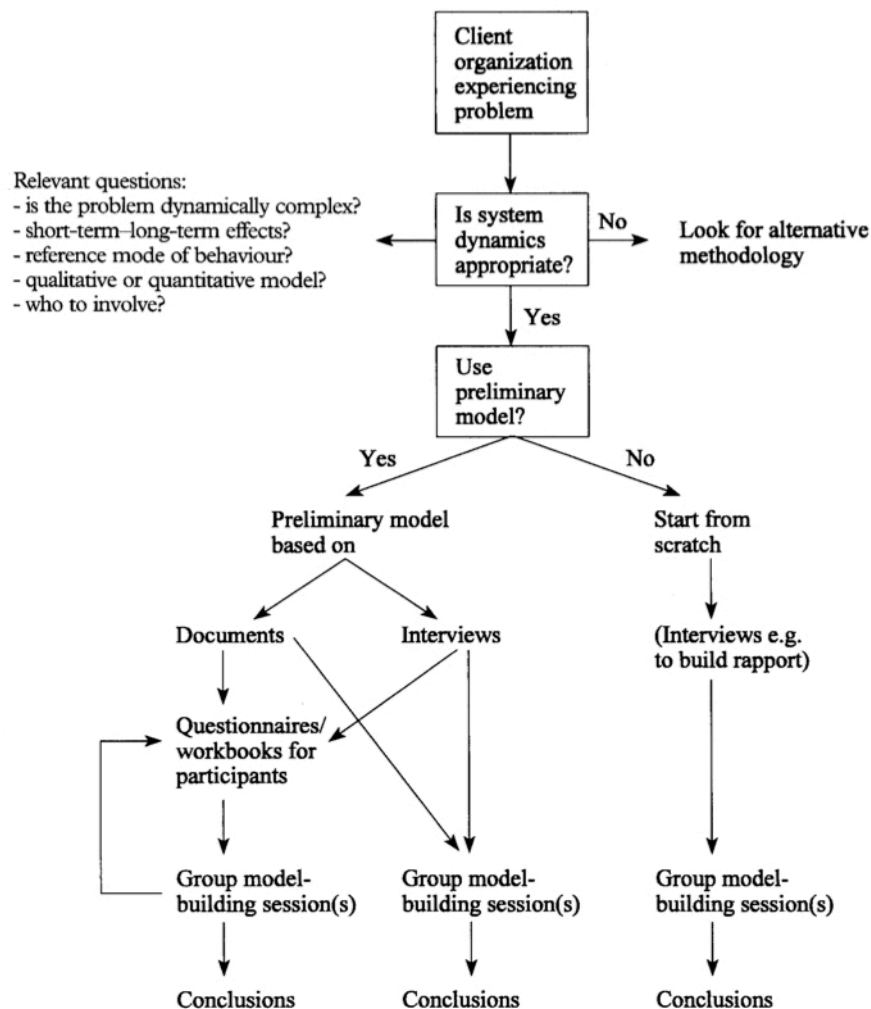 Client
organization
experiencing
problem
Relevant questions:
- is the problem dynamically complex?
- short-term–long-term effects?
- reference mode of behaviour?
- qualitative or quantitative model?
- who to involve?
Is system
dynamics
appropriate?
No
Look for alternative
methodology
Yes
Use
preliminary
model?
Yes
No
Preliminary model
based on
Start from
scratch
Documents
Interviews
(Interviews e.g.
to build rapport)
Questionnaires/
workbooks for
participants
Group model-
building session(s)
Group model-
building session(s)
Group model-
building session(s)
Conclusions
Conclusions
Conclusions